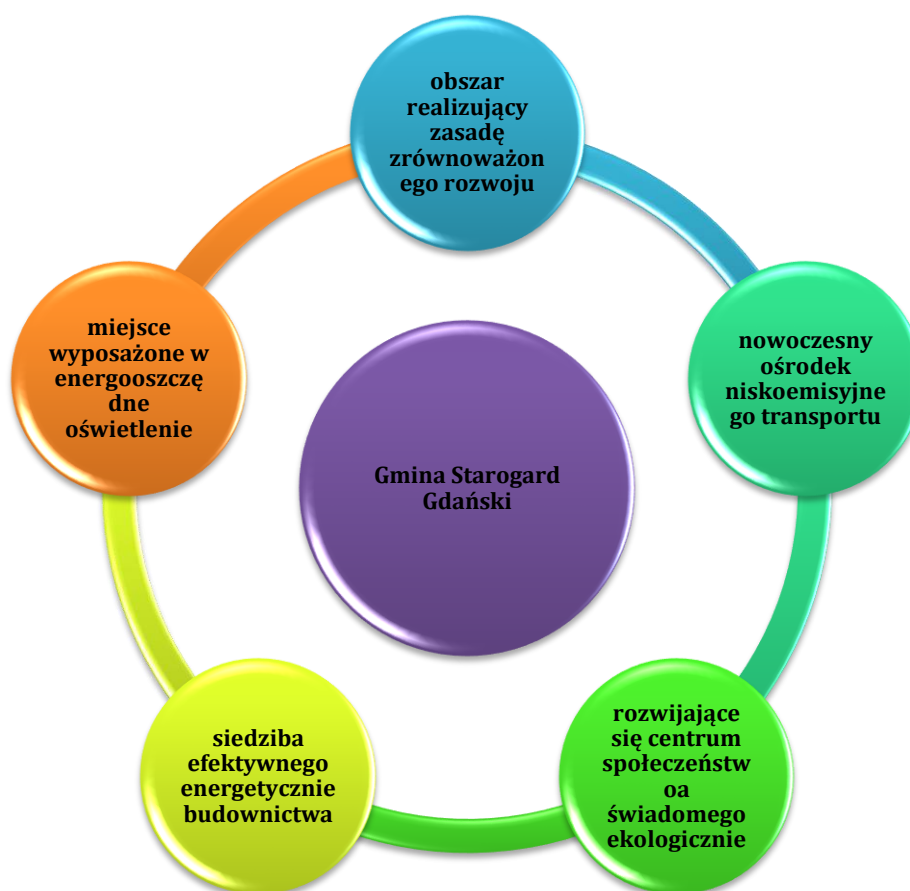 obszar
realizujący
zasadę
zrównoważon
ego rozwoju
miejsce
wyposażone w
energooszczę
dne
oświetlenie
nowoczesny
ośrodek
niskoemisyjne
go transportu
Gmina Starogard
Gdański
siedziba
efektywnego
energetycznie
budownictwa
rozwijające
się centrum
społeczeństw
oa
świadomego
ekologicznie